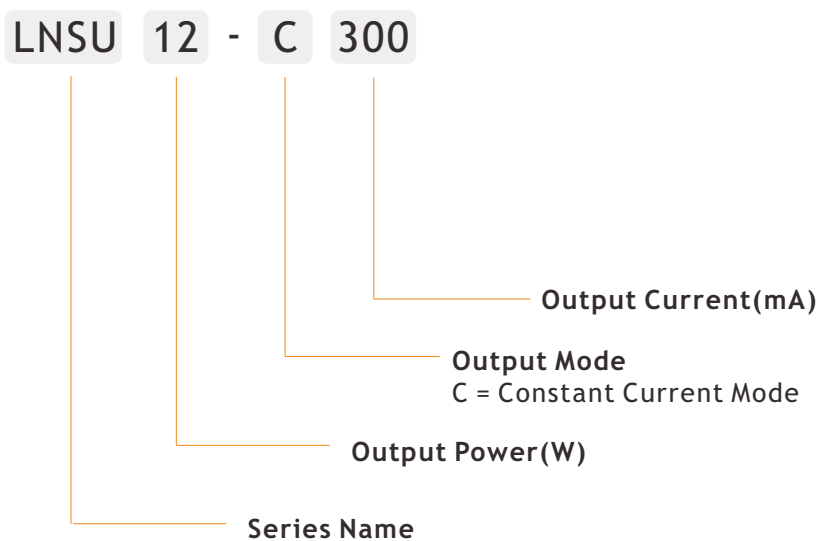 LNSU 12 - C 300
Output Current(mA)
Output Mode
C = Constant Current Mode
Output Power(W)
Series Name